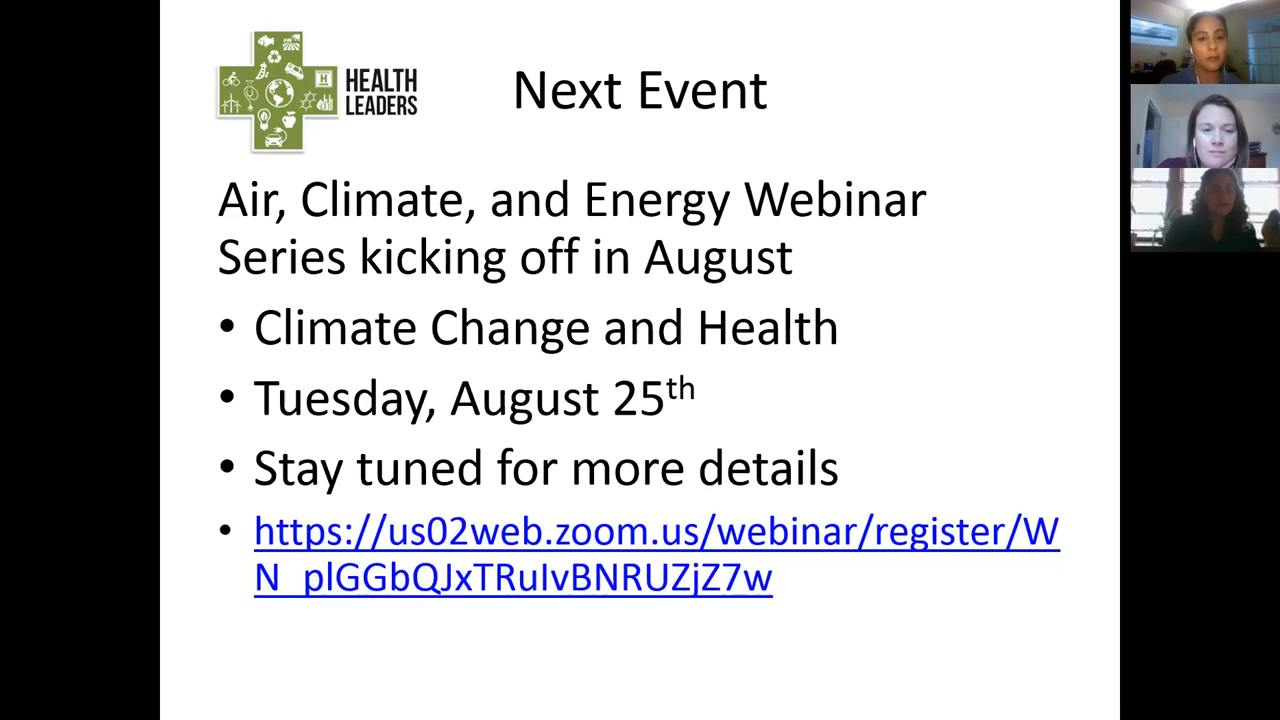 HEALTH
LEADERS
Next Event
Air, Climate, and Energy Webinar
Series kicking off in August
• Climate Change and Health
• Tuesday, August 25th
• Stay tuned for more details
• https://us02web.zoom.us/webinar/register/W
N_plGGbQJxTRuIvBNRUZjZ7w